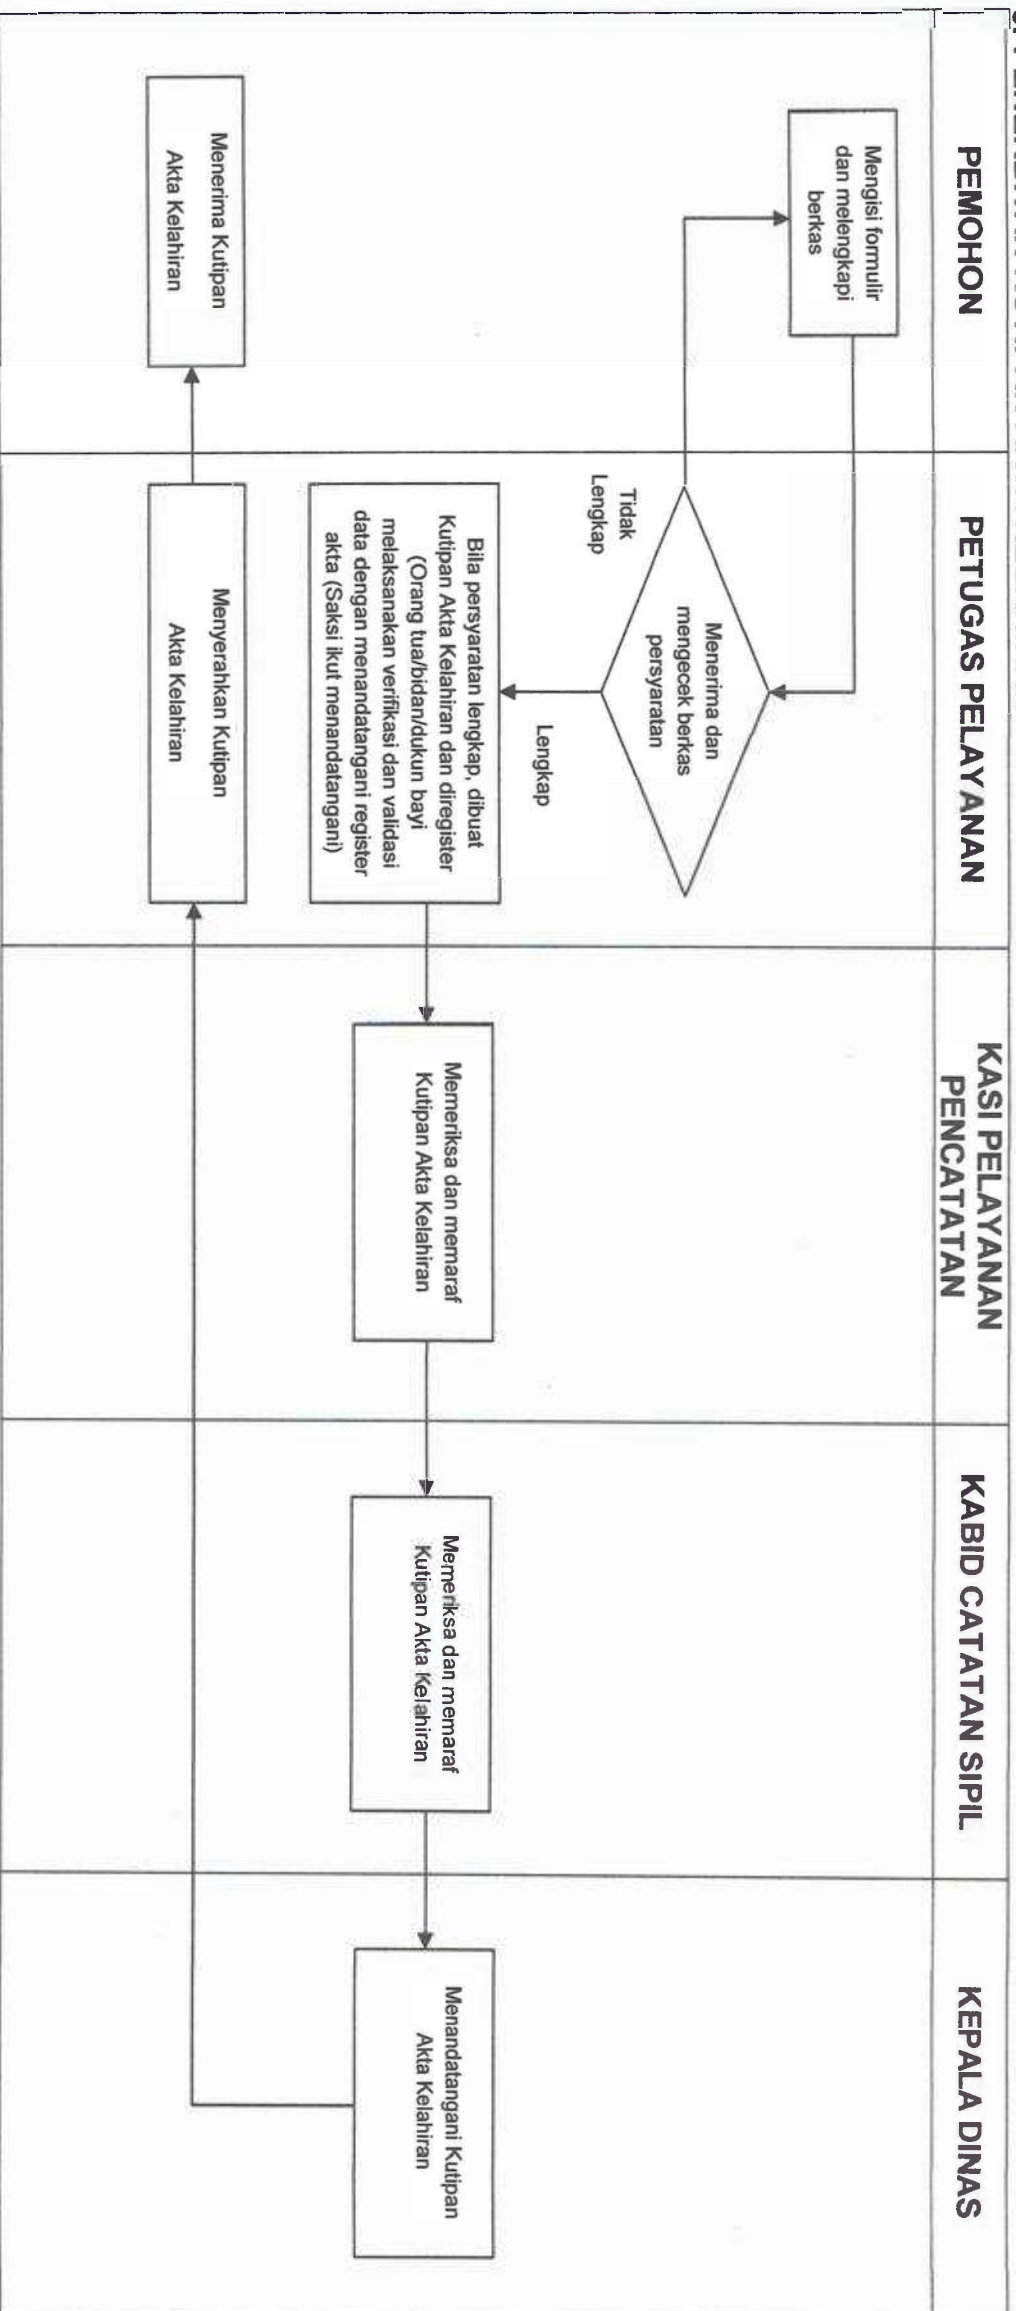 PEMOHON
PETUGAS PELAYANAN
KASI PELAYANAN
PENCATATAN
KABID CATATAN SIPIL
KEPALA DINAS
Mengisi formulir
dan melengkapi
berkas
Menerima dan
mengecek berkas
persyaratan
Tidak
Lengkap
Lengkap
Bila persyaratan lengkap, dibuat
Kutipan Akta Kelahiran dan diregister
(Orang tua/bidan/dukun bayi
melaksanakan verifikasi dan validasi
data dengan menandatangani register
akta (Saksi ikut menandatangani)
Memeriksa dan memaraf
Kutipan Akta Kelahiran
Memeriksa dan memaraf
Kutipan Akta Kelahiran
Menandatangani Kutipan
Akta Kelahiran
Menyerahkan Kutipan
Akta Kelahiran
Menerima Kutipan
Akta Kelahiran